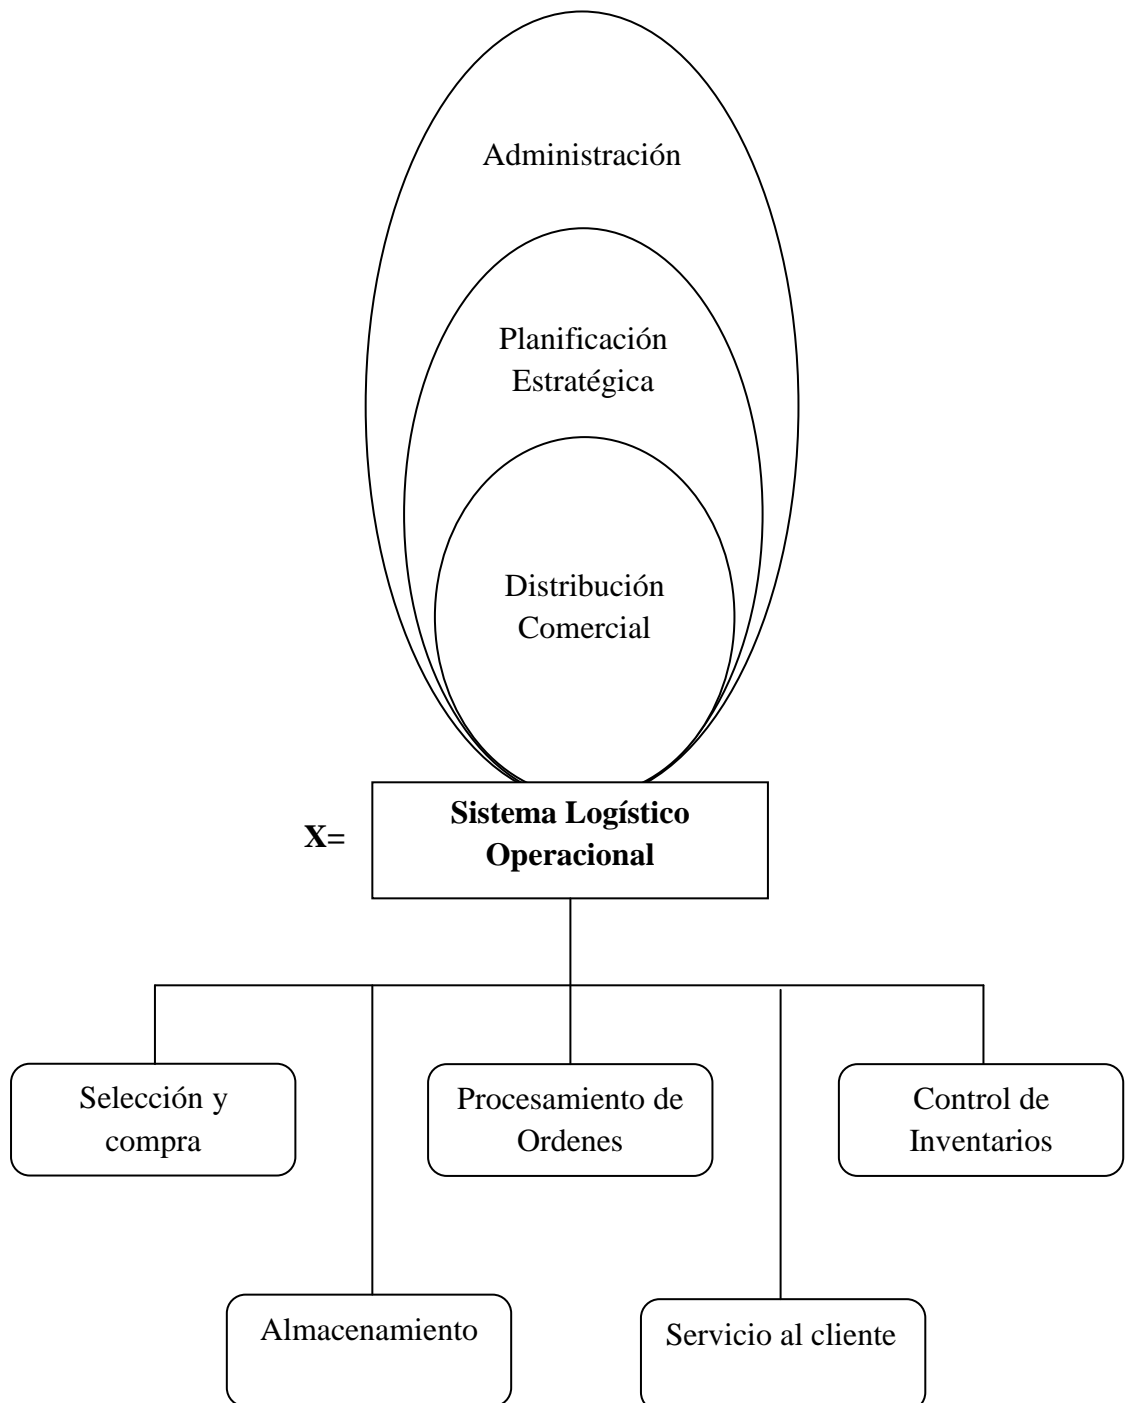 Administración
Planificación
Estratégica
Distribución
Comercial
X=
Sistema Logístico
Operacional
Selección y
compra
Procesamiento de
Ordenes
Control de
Inventarios
Almacenamiento
Servicio al cliente